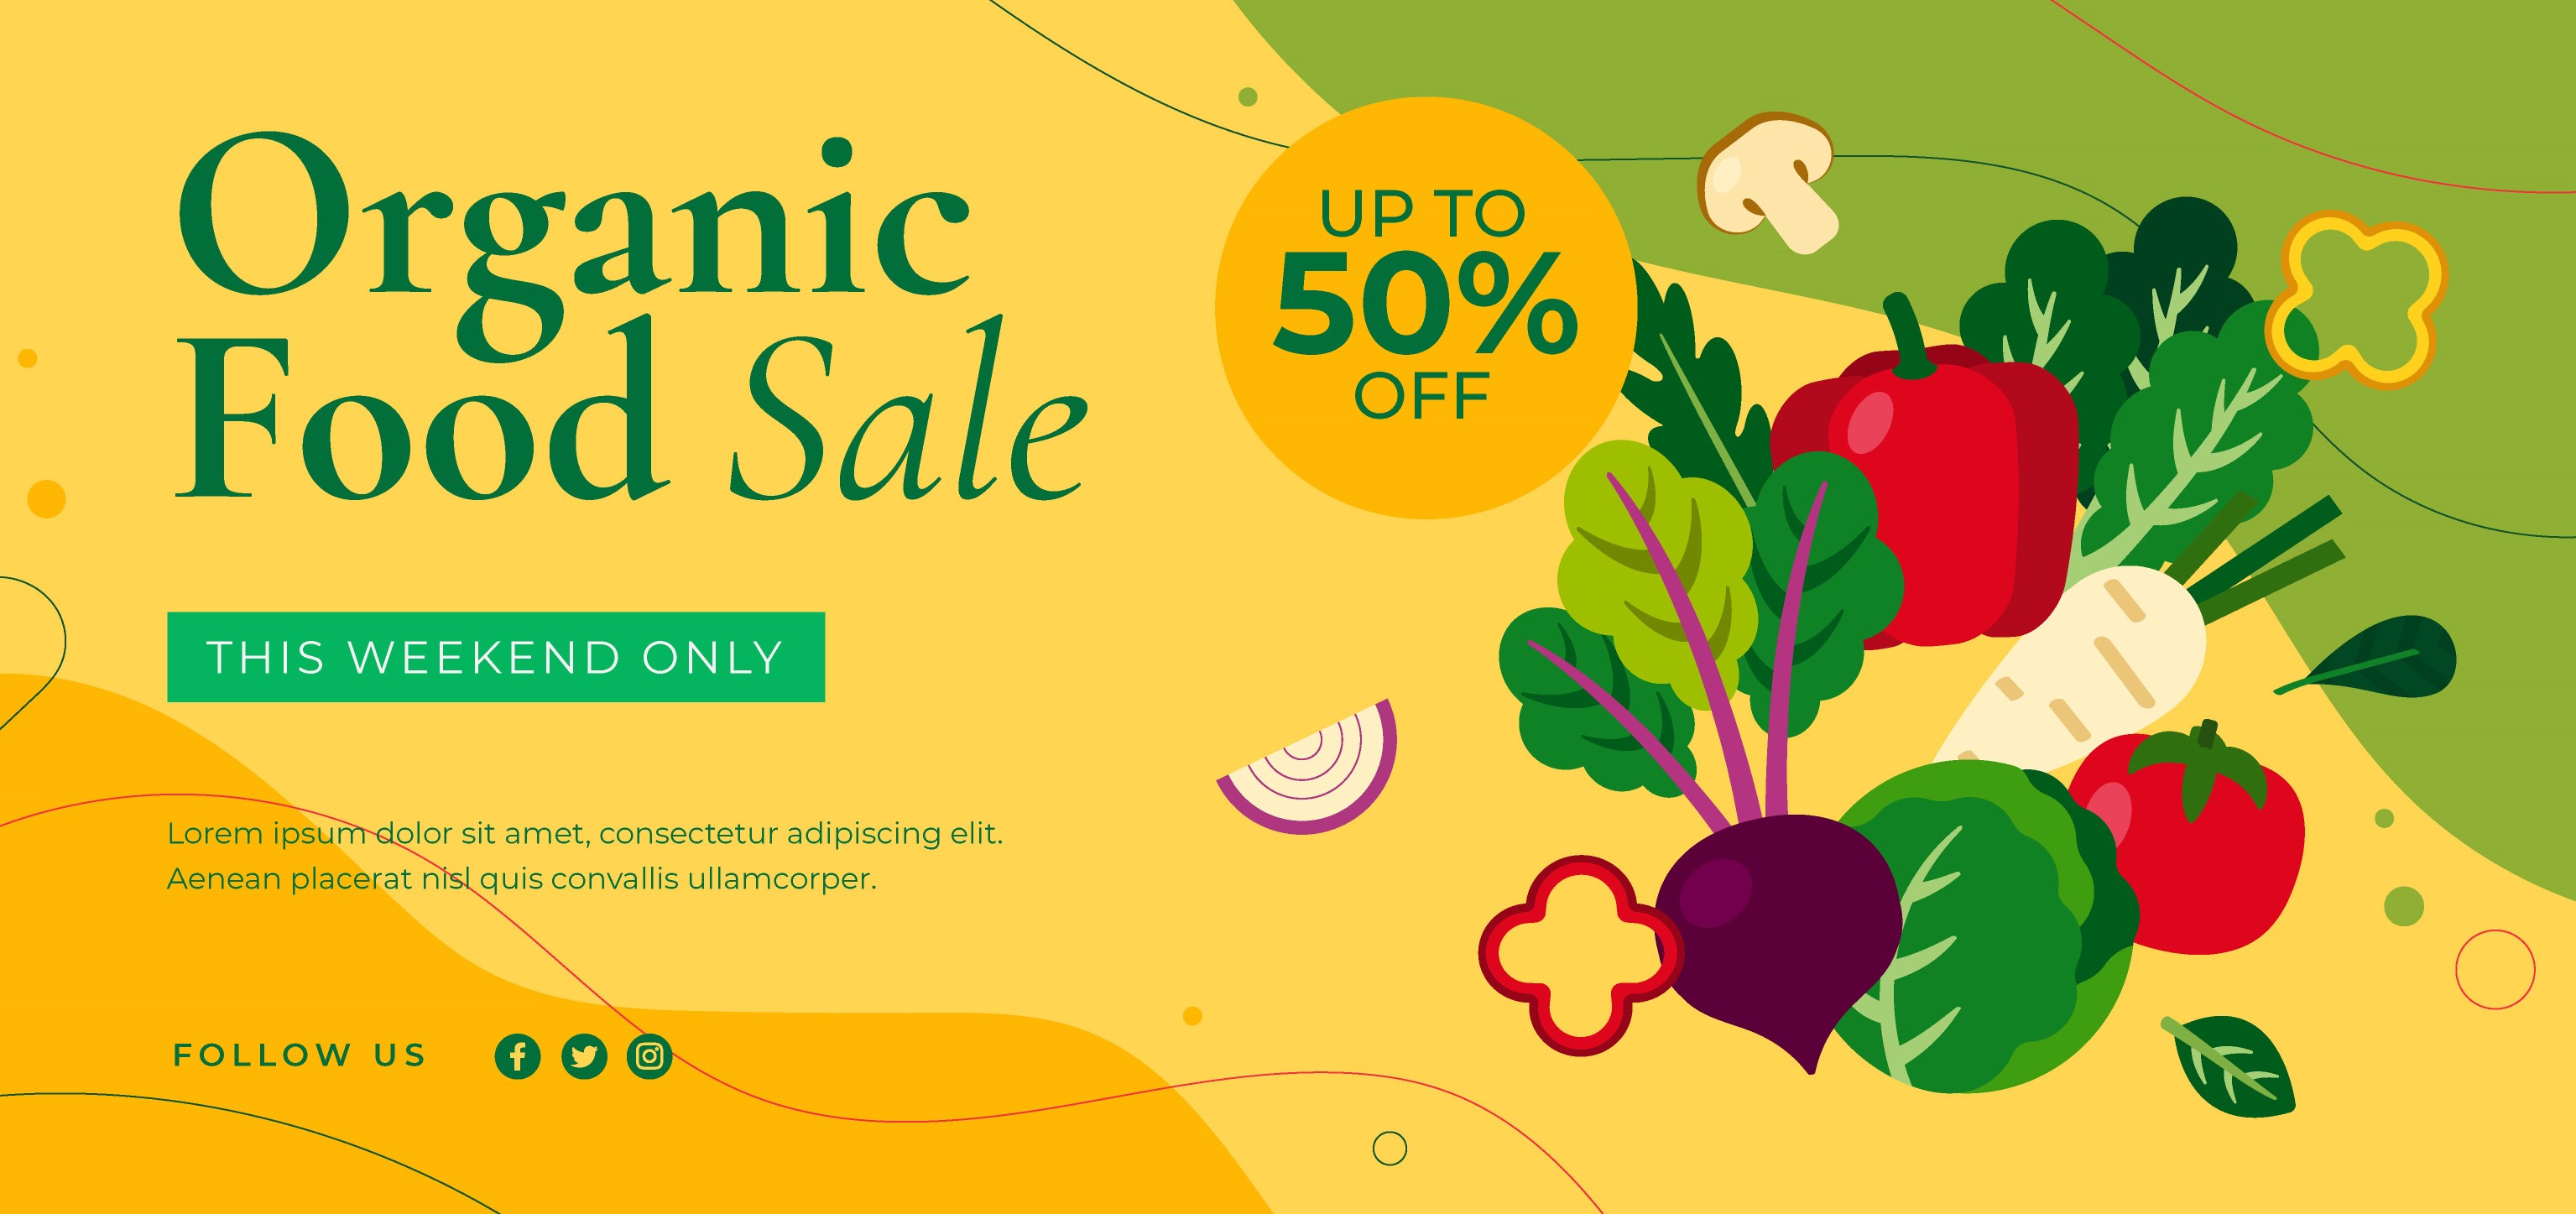 Organic
Food Sale
UP TO
50%
OFF
THIS WEEKEND ONLY
Lorem ipsum dolor sit amet, consectetur adipiscing elit.
Aenean placerat nisl quis convallis ullamcorper.
FOLLOW US